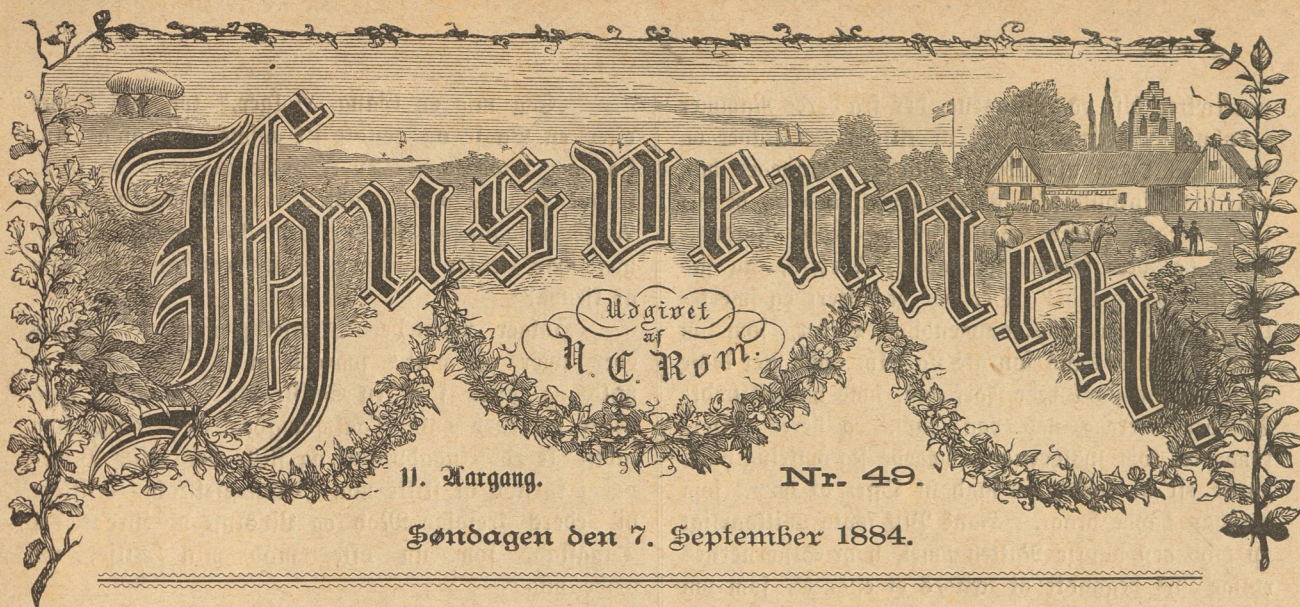 Husvennen.
Udgivet
af
N. C. Rom.
11. Aargang.
Nr. 49.
Søndagen den 7. September 1884.